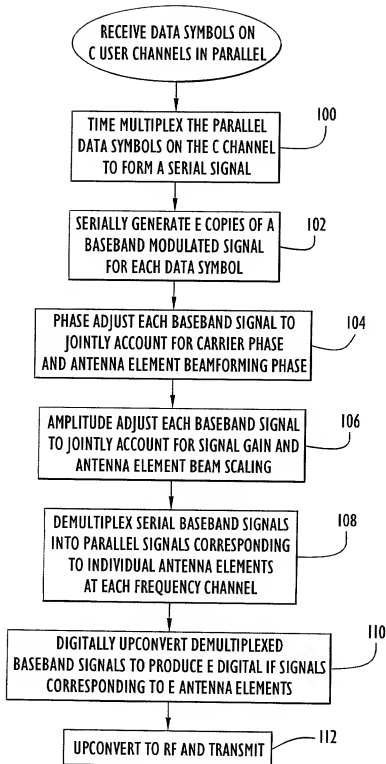 RECEIVE DATA SYMBOLS ON
C USER CHANNELS IN PARALLEL
TIME MULTIPLEX THE PARALLEL
DATA SYMBOLS ON THE C CHANNEL
TO FORM A SERIAL SIGNAL
100
SERIALLY GENERATE E COPIES OF A
BASEBAND MODULATED SIGNAL
FOR EACH DATA SYMBOL
102
PHASE ADJUST EACH BASEBAND SIGNAL TO
JOINTLY ACCOUNT FOR CARRIER PHASE
AND ANTENNA ELEMENT BEAMFORMING PHASE
104
AMPLITUDE ADJUST EACH BASEBAND SIGNAL
TO JOINTLY ACCOUNT FOR SIGNAL GAIN AND
ANTENNA ELEMENT BEAM SCALING
106
DEMULTIPLEX SERIAL BASEBAND SIGNALS
INTO PARALLEL SIGNALS CORRESPONDING
TO INDIVIDUAL ANTENNA ELEMENTS
AT EACH FREQUENCY CHANNEL
108
DIGITALLY UPCONVERT DEMULTIPLEXED
BASEBAND SIGNALS TO PRODUCE E DIGITAL IF SIGNALS
CORRESPONDING TO E ANTENNA ELEMENTS
110
UPCONVERT TO RF AND TRANSMIT
112